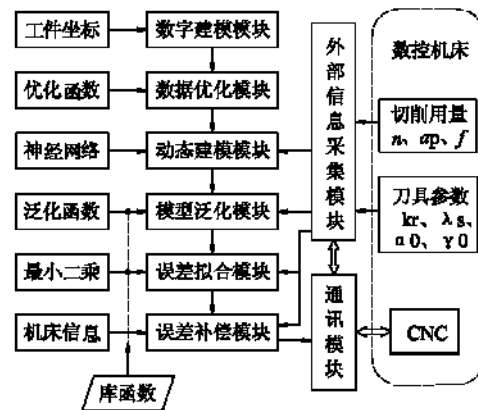 工件坐标
数字建模模块
优化函数
数据优化模块
神经网络
动态建模模块
泛化函数
模型泛化模块
最小二乘
误差拟合模块
机床信息
误差补偿模块
库函数
外部信息采集模块
通讯模块
数控机床
切削用量
n、ap、f
刀具参数
kr、λs、
α0、γ0
CNC